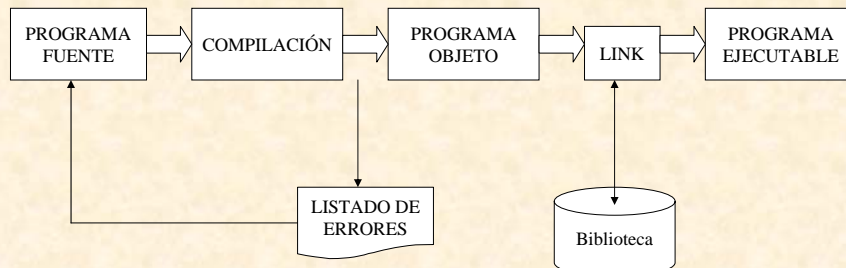 PROGRAMA
FUENTE
COMPILACIÓN
PROGRAMA
OBJETO
LINK
PROGRAMA
EJECUTABLE
LISTADO DE
ERRORES
Biblioteca